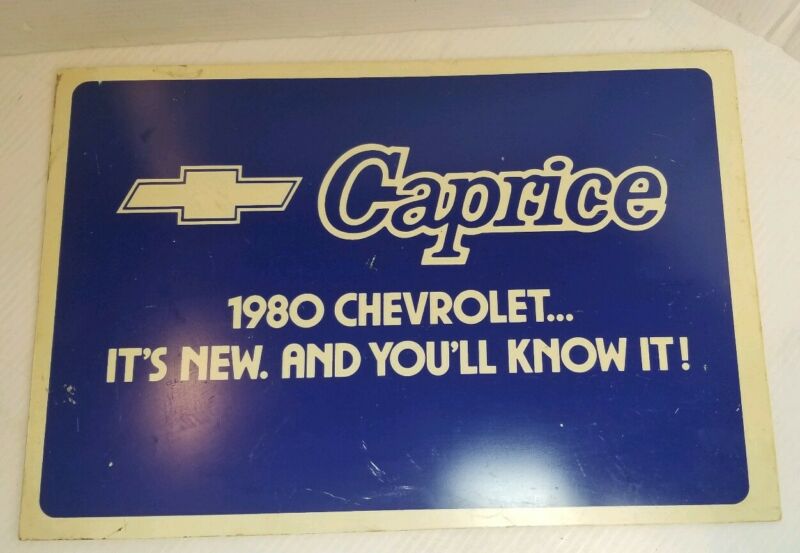 Caprice
1980 CHEVROLET...
IT'S NEW. AND YOU'LL KNOW IT!